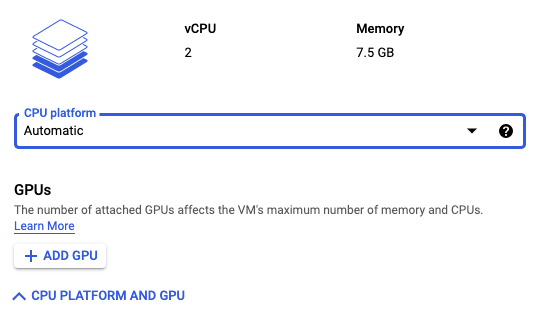 vCPU Memory
2 7.5 GB
CPU platform
Automatic
GPUs
The number of attached GPUs affects the VM's maximum number of memory and CPUs.
Learn More
ADD GPU
CPU PLATFORM AND GPU